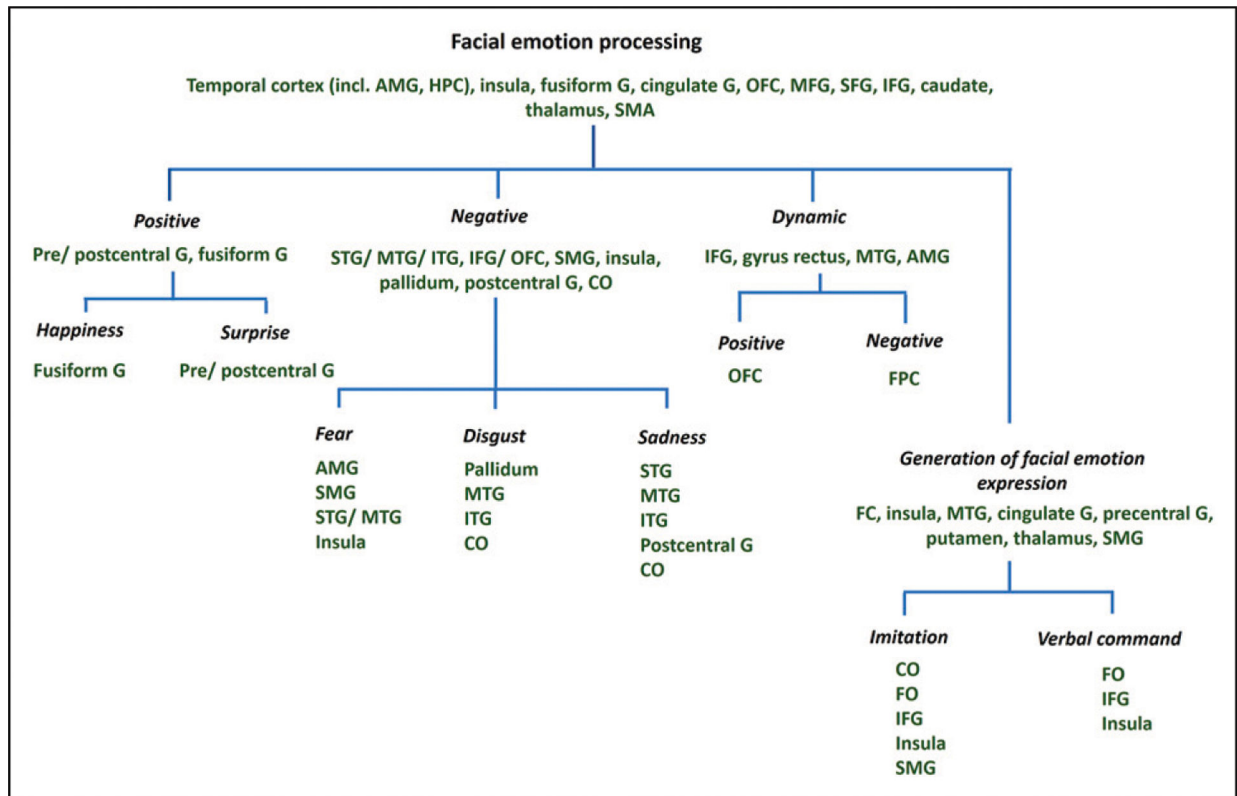 Facial emotion processing
Temporal cortex (incl. AMG, HPC), insula, fusiform G, cingulate G, OFC, MFG, SFG, IFG, caudate,
thalamus, SMA
Positive
Pre/ postcentral G, fusiform G
Happiness
Fusiform G
Surprise
Pre/ postcentral G
Negative
STG/ MTG/ ITG, IFG/ OFC, SMG, insula,
pallidum, postcentral G, CO
Fear
AMG
SMG
STG/ MTG
Insula
Disgust
Pallidum
MTG
ITG
CO
Sadness
STG
MTG
ITG
Postcentral G
CO
Dynamic
IFG, gyrus rectus, MTG, AMG
Positive
OFC
Negative
FPC
Generation of facial emotion
expression
FC, insula, MTG, cingulate G, precentral G,
putamen, thalamus, SMG
Imitation
CO
FO
IFG
Insula
SMG
Verbal command
FO
IFG
Insula